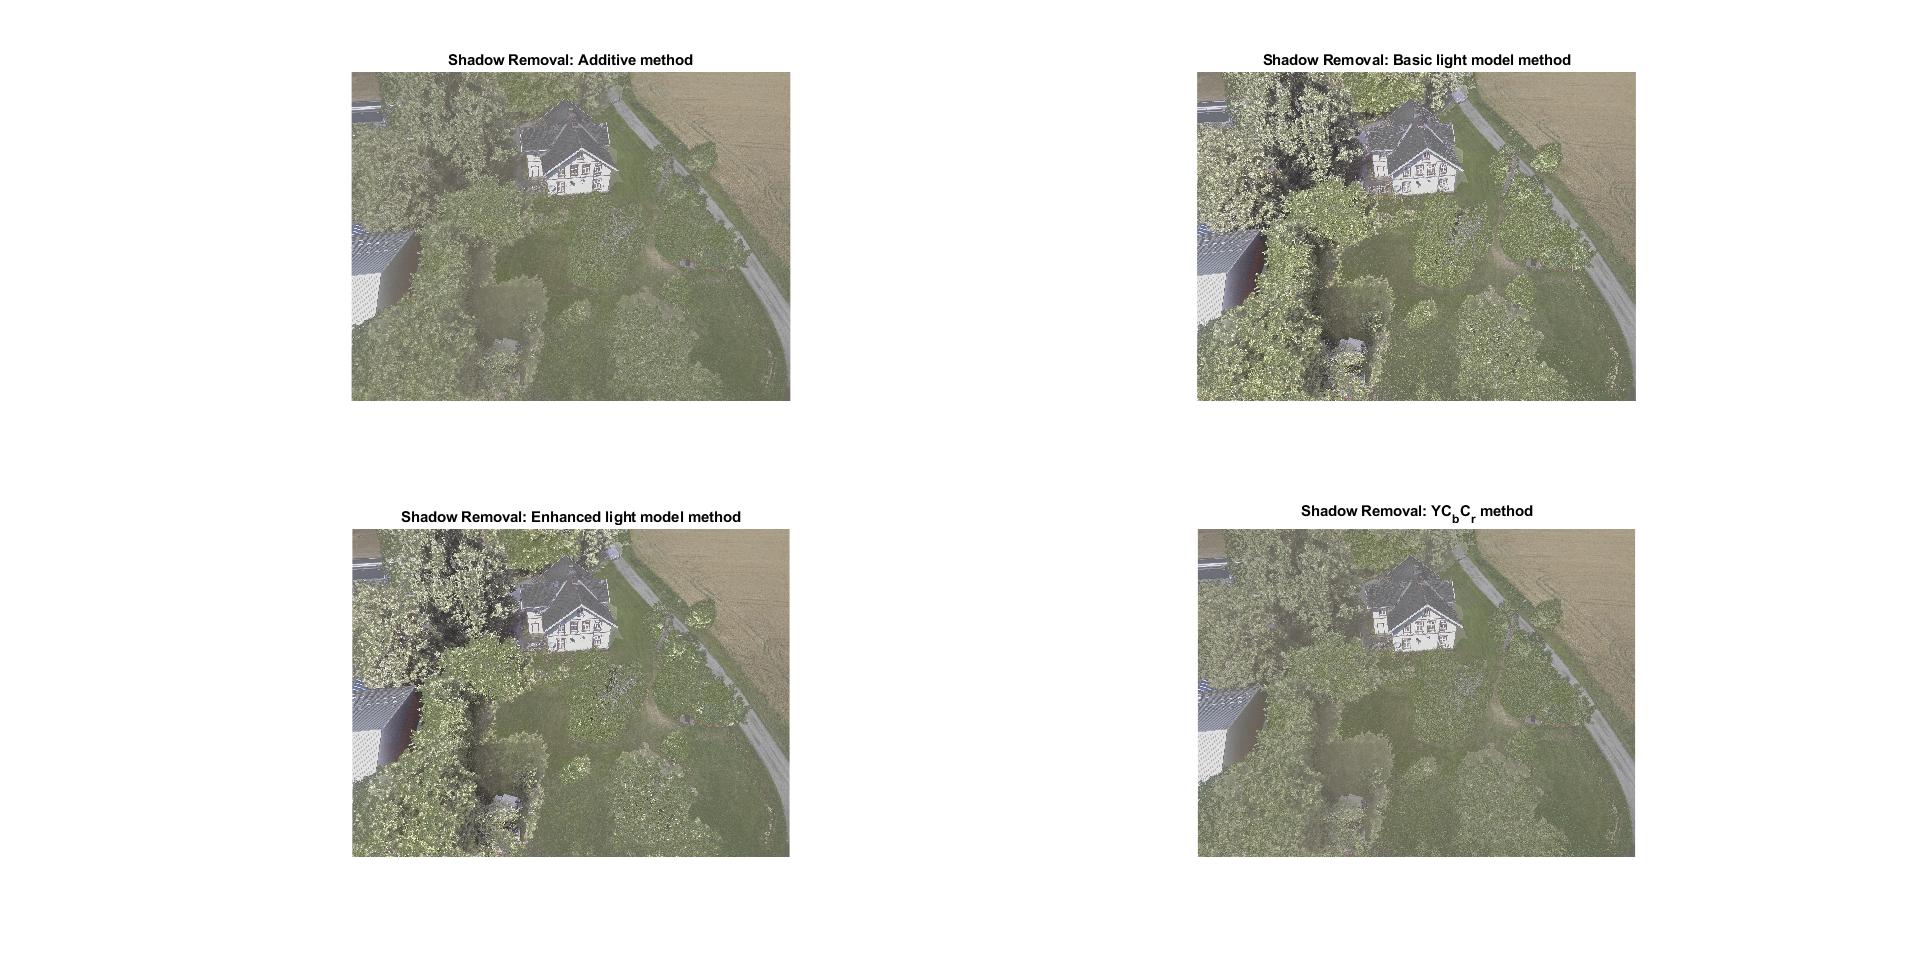 Shadow Removal: Additive method
Shadow Removal: Basic light model method
Shadow Removal: Enhanced light model method
Shadow Removal: YCbCr method